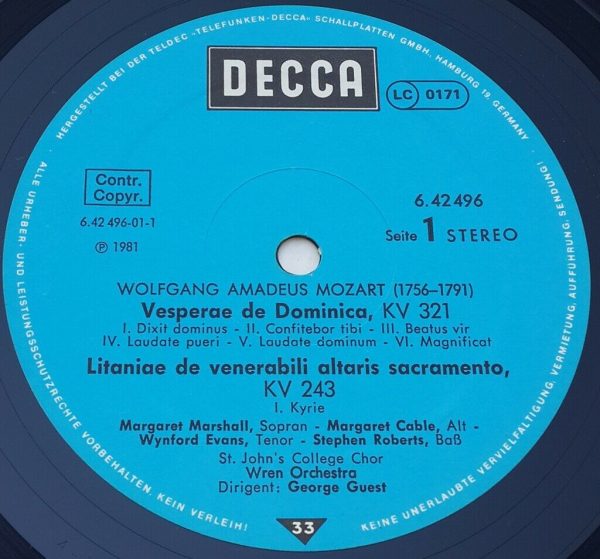 HERGESTELLT BEI DER TELDEC »TELEFUNKEN-DECCA« SCHALLPLATTEN GMBH., HAMBURG 19, GERMANY
ALLE URHEBER- UND LEISTUNGSSCHUTZRECHTE VORBEHALTEN. KEIN VERLEIH!
KEINE UNERLAUBTE VERVIELFÄLTIGUNG, VERMIETUNG, AUFFÜHRUNG, SENDUNG!
DECCA
LC 0171
Contr.
Copyr.
6.42 496-01-1
Ⓟ 1981
6.42 496
Seite 1 STEREO
WOLFGANG AMADEUS MOZART (1756–1791)
Vesperae de Dominica, KV 321
I. Dixit dominus - II. Confitebor tibi - III. Beatus vir
IV. Laudate pueri - V. Laudate dominum - VI. Magnificat
Litaniae de venerabili altaris sacramento,
KV 243
I. Kyrie
Margaret Marshall, Sopran - Margaret Cable, Alt -
Wynford Evans, Tenor - Stephen Roberts, Baß
St. John's College Chor
Wren Orchestra
Dirigent: George Guest
33